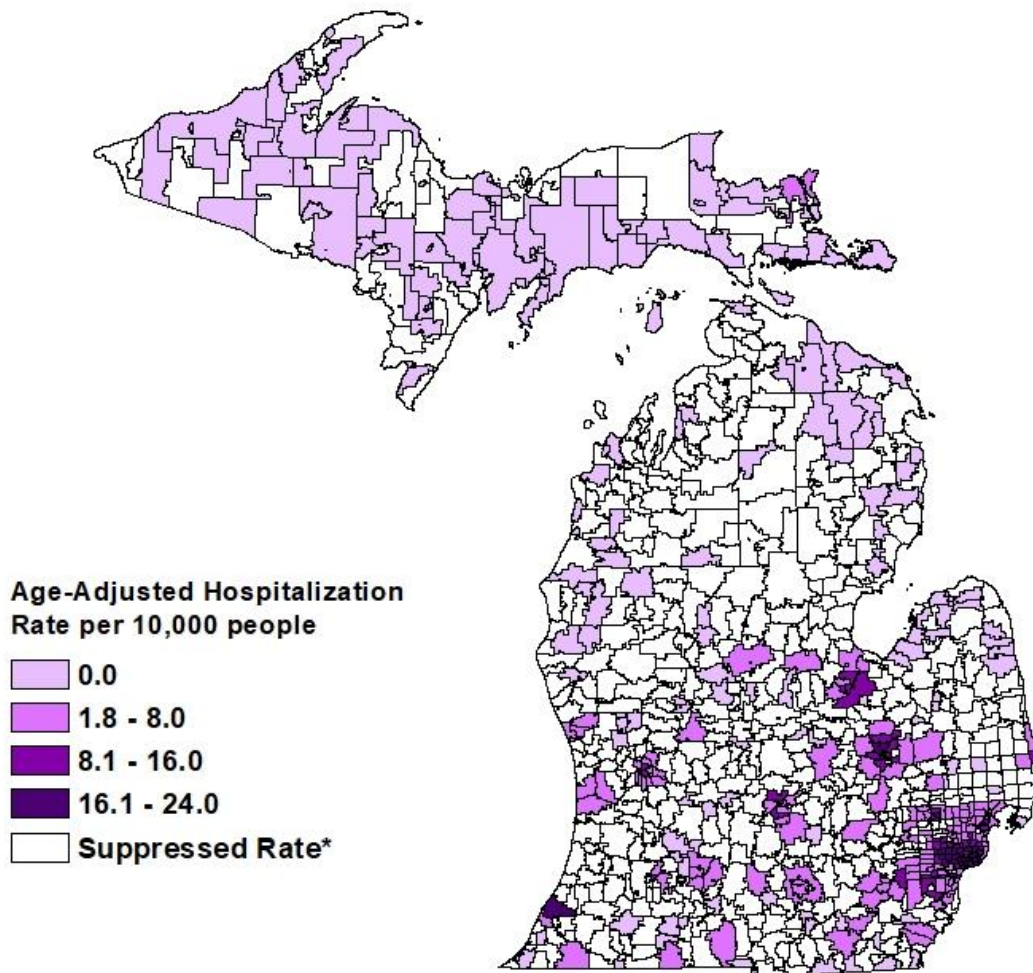 Age-Adjusted Hospitalization
Rate per 10,000 people
0.0
1.8 - 8.0
8.1 - 16.0
16.1 - 24.0
Suppressed Rate*